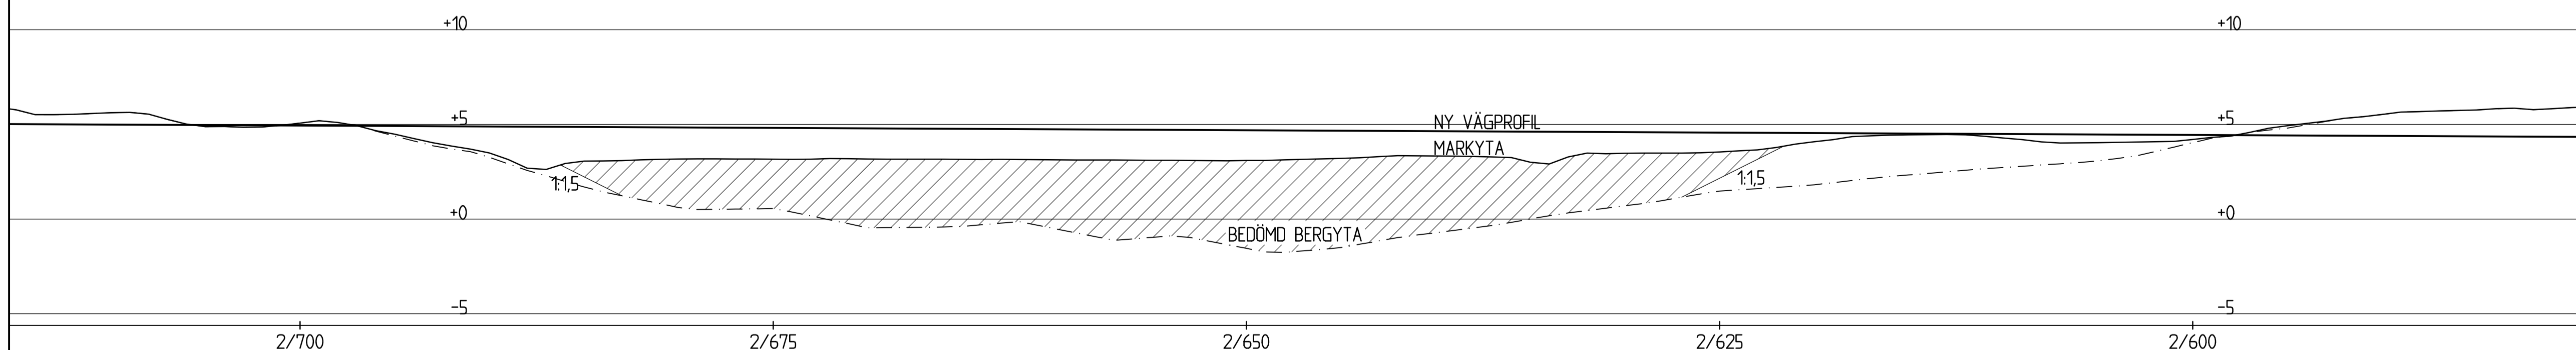 +10 +10
+5 NY VÄGPROFIL +5
MARKYTA
1:1,5 1:1,5
+0 +0
BEDÖMD BERGYTA
-5 -5
2/700 2/675 2/650 2/625 2/600